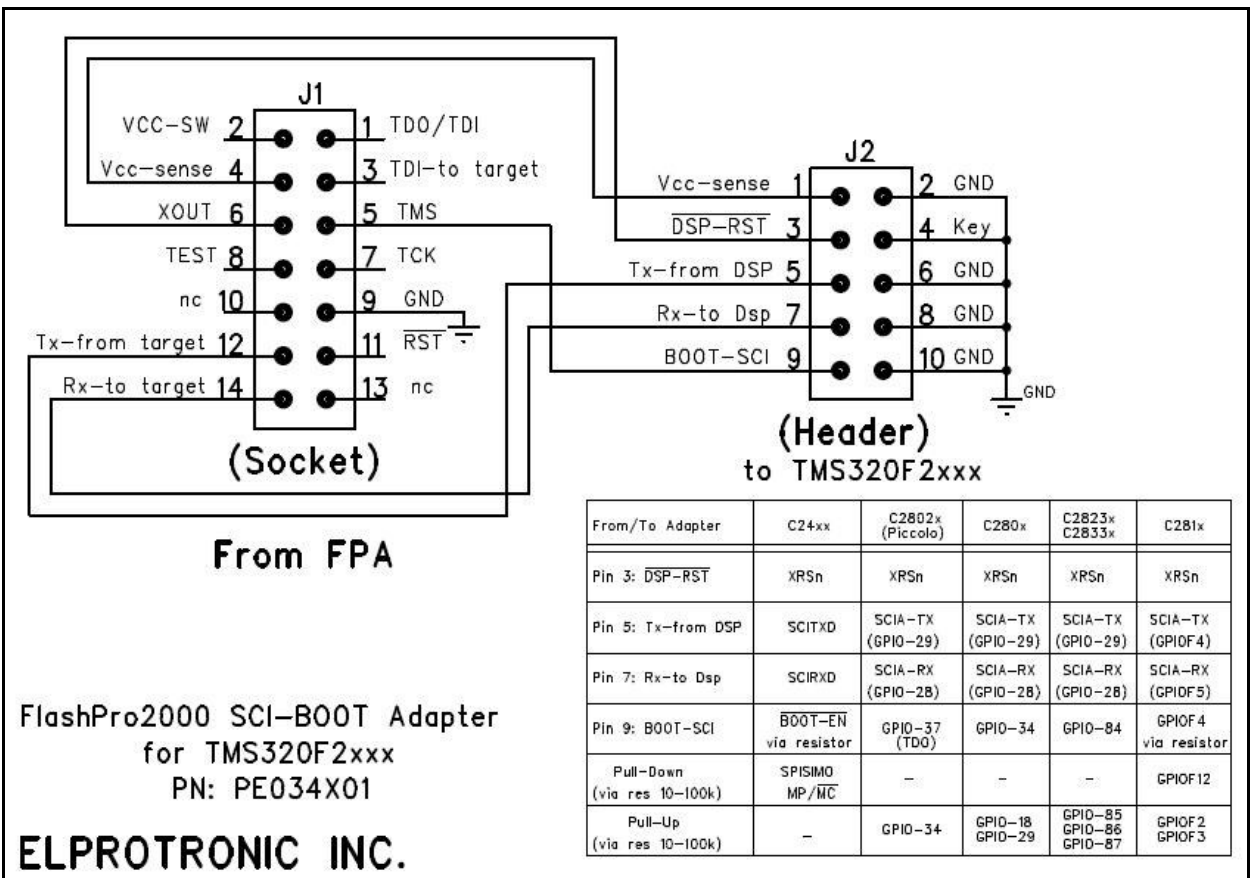 J1
VCC-SW 2 1 TDO/TDI
Vcc-sense 4 3 TDI-to target
XOUT 6 5 TMS
TEST 8 7 TCK
nc 10 9 GND
Tx-from target 12 11 RST
Rx-to target 14 13 nc
(Socket)
From FPA
J2
Vcc-sense 1 2 GND
DSP-RST 3 4 Key
Tx-from DSP 5 6 GND
Rx-to Dsp 7 8 GND
BOOT-SCI 9 10 GND
GND
(Header)
to TMS320F2xxx
From/To Adapter C24xx C2802x (Piccolo) C280x C2823x C2833x C281x
Pin 3: DSP-RST XRSn XRSn XRSn XRSn XRSn
Pin 5: Tx-from DSP SCITXD SCIA-TX (GPIO-29) SCIA-TX (GPIO-29) SCIA-TX (GPIO-29) SCIA-TX (GPIOF4)
Pin 7: Rx-to Dsp SCIRXD SCIA-RX (GPIO-28) SCIA-RX (GPIO-28) SCIA-RX (GPIO-28) SCIA-RX (GPIOF5)
Pin 9: BOOT-SCI BOOT-EN via resistor GPIO-37 (TDO) GPIO-34 GPIO-84 GPIOF4 via resistor
Pull-Down (via res 10-100k) SPISIMO MP/MC - - - GPIOF12
Pull-Up (via res 10-100k) - GPIO-34 GPIO-18 GPIO-29 GPIO-85 GPIO-86 GPIO-87 GPIOF2 GPIOF3
FlashPro2000 SCI-BOOT Adapter
for TMS320F2xxx
PN: PE034X01
ELPROTRONIC INC.